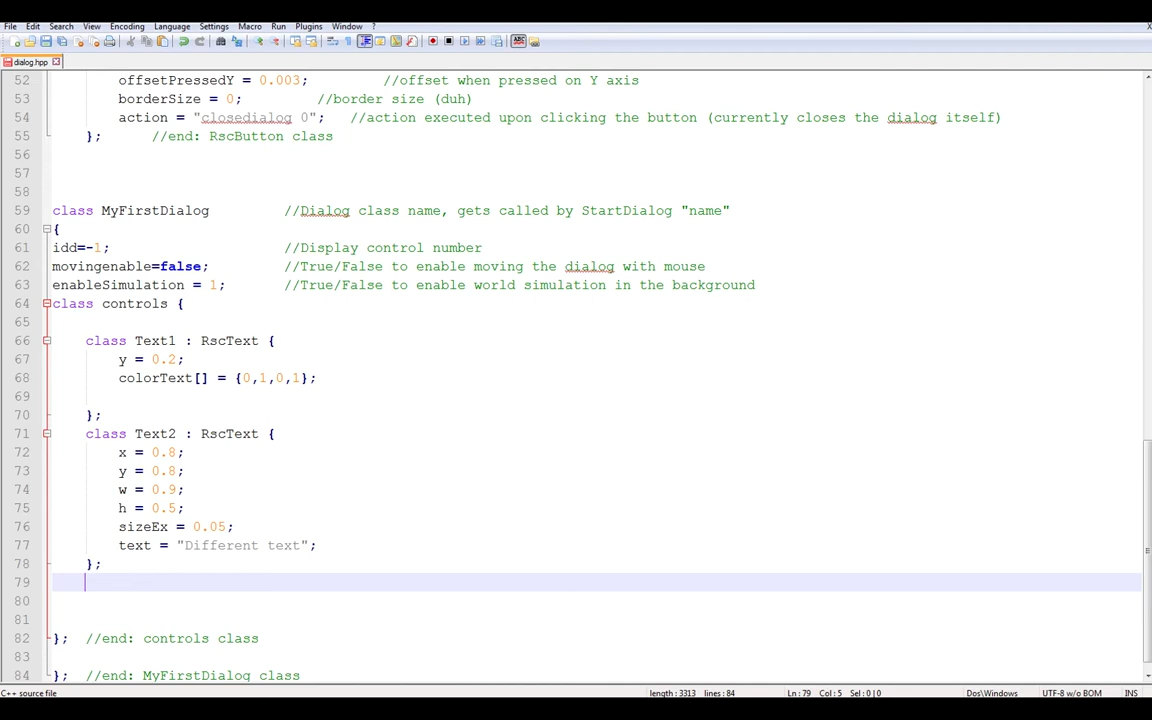 File Edit Search View Encoding Language Settings Macro Run Plugins Window ? X
dialog.hpp
52 offsetPressedY = 0.003; //offset when pressed on Y axis
53 borderSize = 0; //border size (duh)
54 action = "closedialog 0"; //action executed upon clicking the button (currently closes the dialog itself)
55 }; //end: RscButton class
56
57
58
59 class MyFirstDialog //Dialog class name, gets called by StartDialog "name"
60 {
61 idd=-1; //Display control number
62 movingenable=false; //True/False to enable moving the dialog with mouse
63 enableSimulation = 1; //True/False to enable world simulation in the background
64 class controls {
65
66 class Text1 : RscText {
67 y = 0.2;
68 colorText[] = {0,1,0,1};
69
70 };
71 class Text2 : RscText {
72 x = 0.8;
73 y = 0.8;
74 w = 0.9;
75 h = 0.5;
76 sizeEx = 0.05;
77 text = "Different text";
78 };
79
80
81
82 }; //end: controls class
83
84 }; //end: MyFirstDialog class
C++ source file length : 3313 lines : 84 Ln : 79 Col : 5 Sel : 0 | 0 Dos\Windows UTF-8 w/o BOM INS